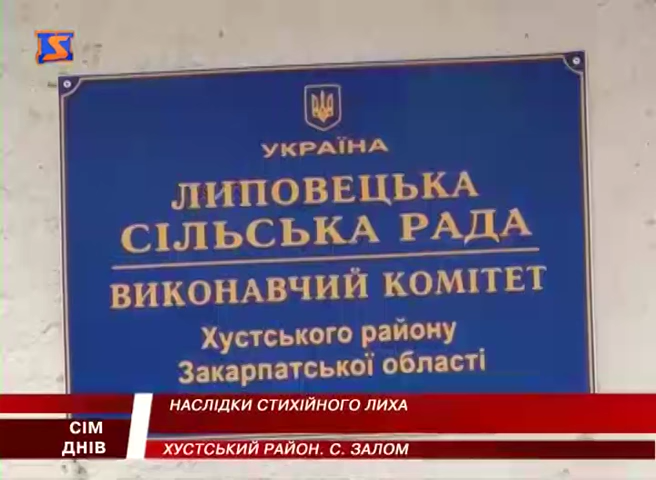 S
УКРАЇНА
ЛИПОВЕЦЬКА
СІЛЬСЬКА РАДА
ВИКОНАВЧИЙ КОМІТЕТ
Хустського району
Закарпатської області
НАСЛІДКИ СТИХІЙНОГО ЛИХА
СІМ
ДНІВ
ХУСТСЬКИЙ РАЙОН. С. ЗАЛОМ